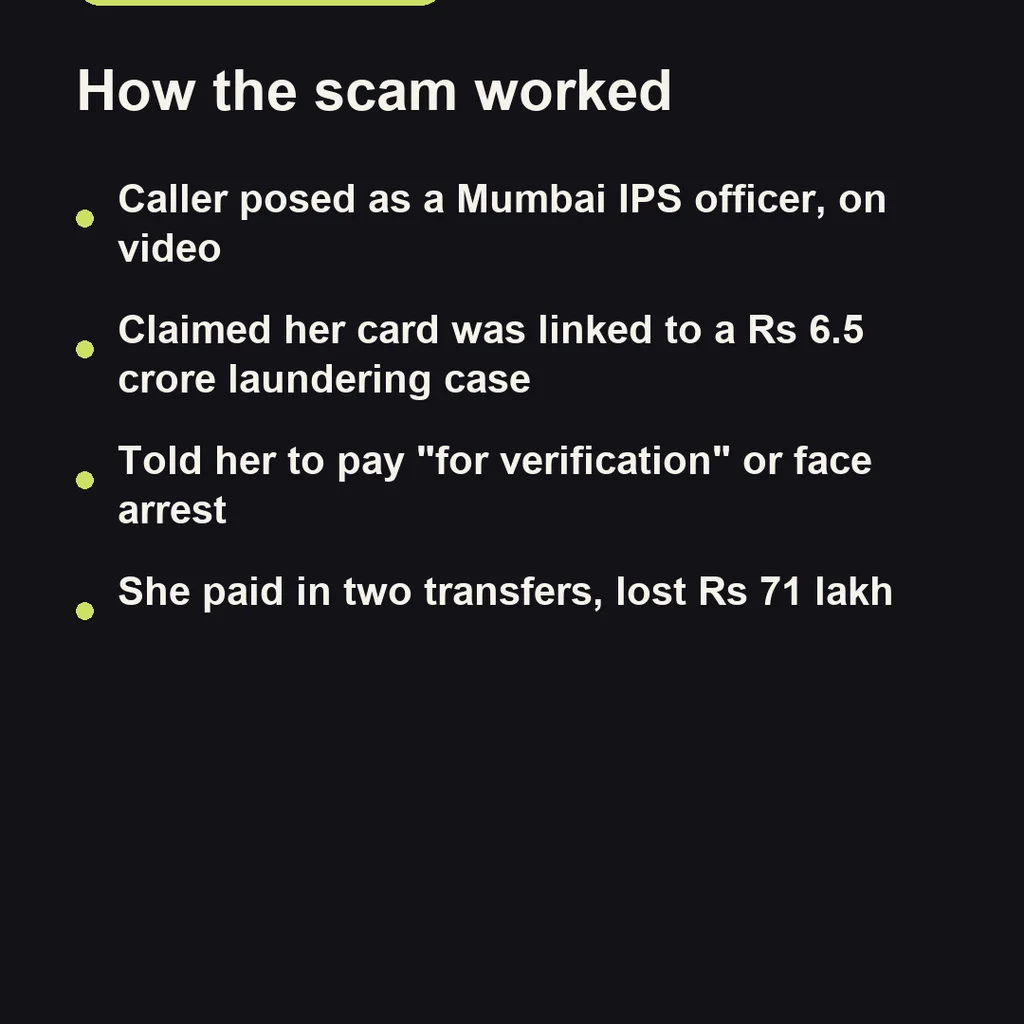 How the scam worked
Caller posed as a Mumbai IPS officer, on
video
Claimed her card was linked to a Rs 6.5
crore laundering case
Told her to pay "for verification" or face
arrest
She paid in two transfers, lost Rs 71 lakh